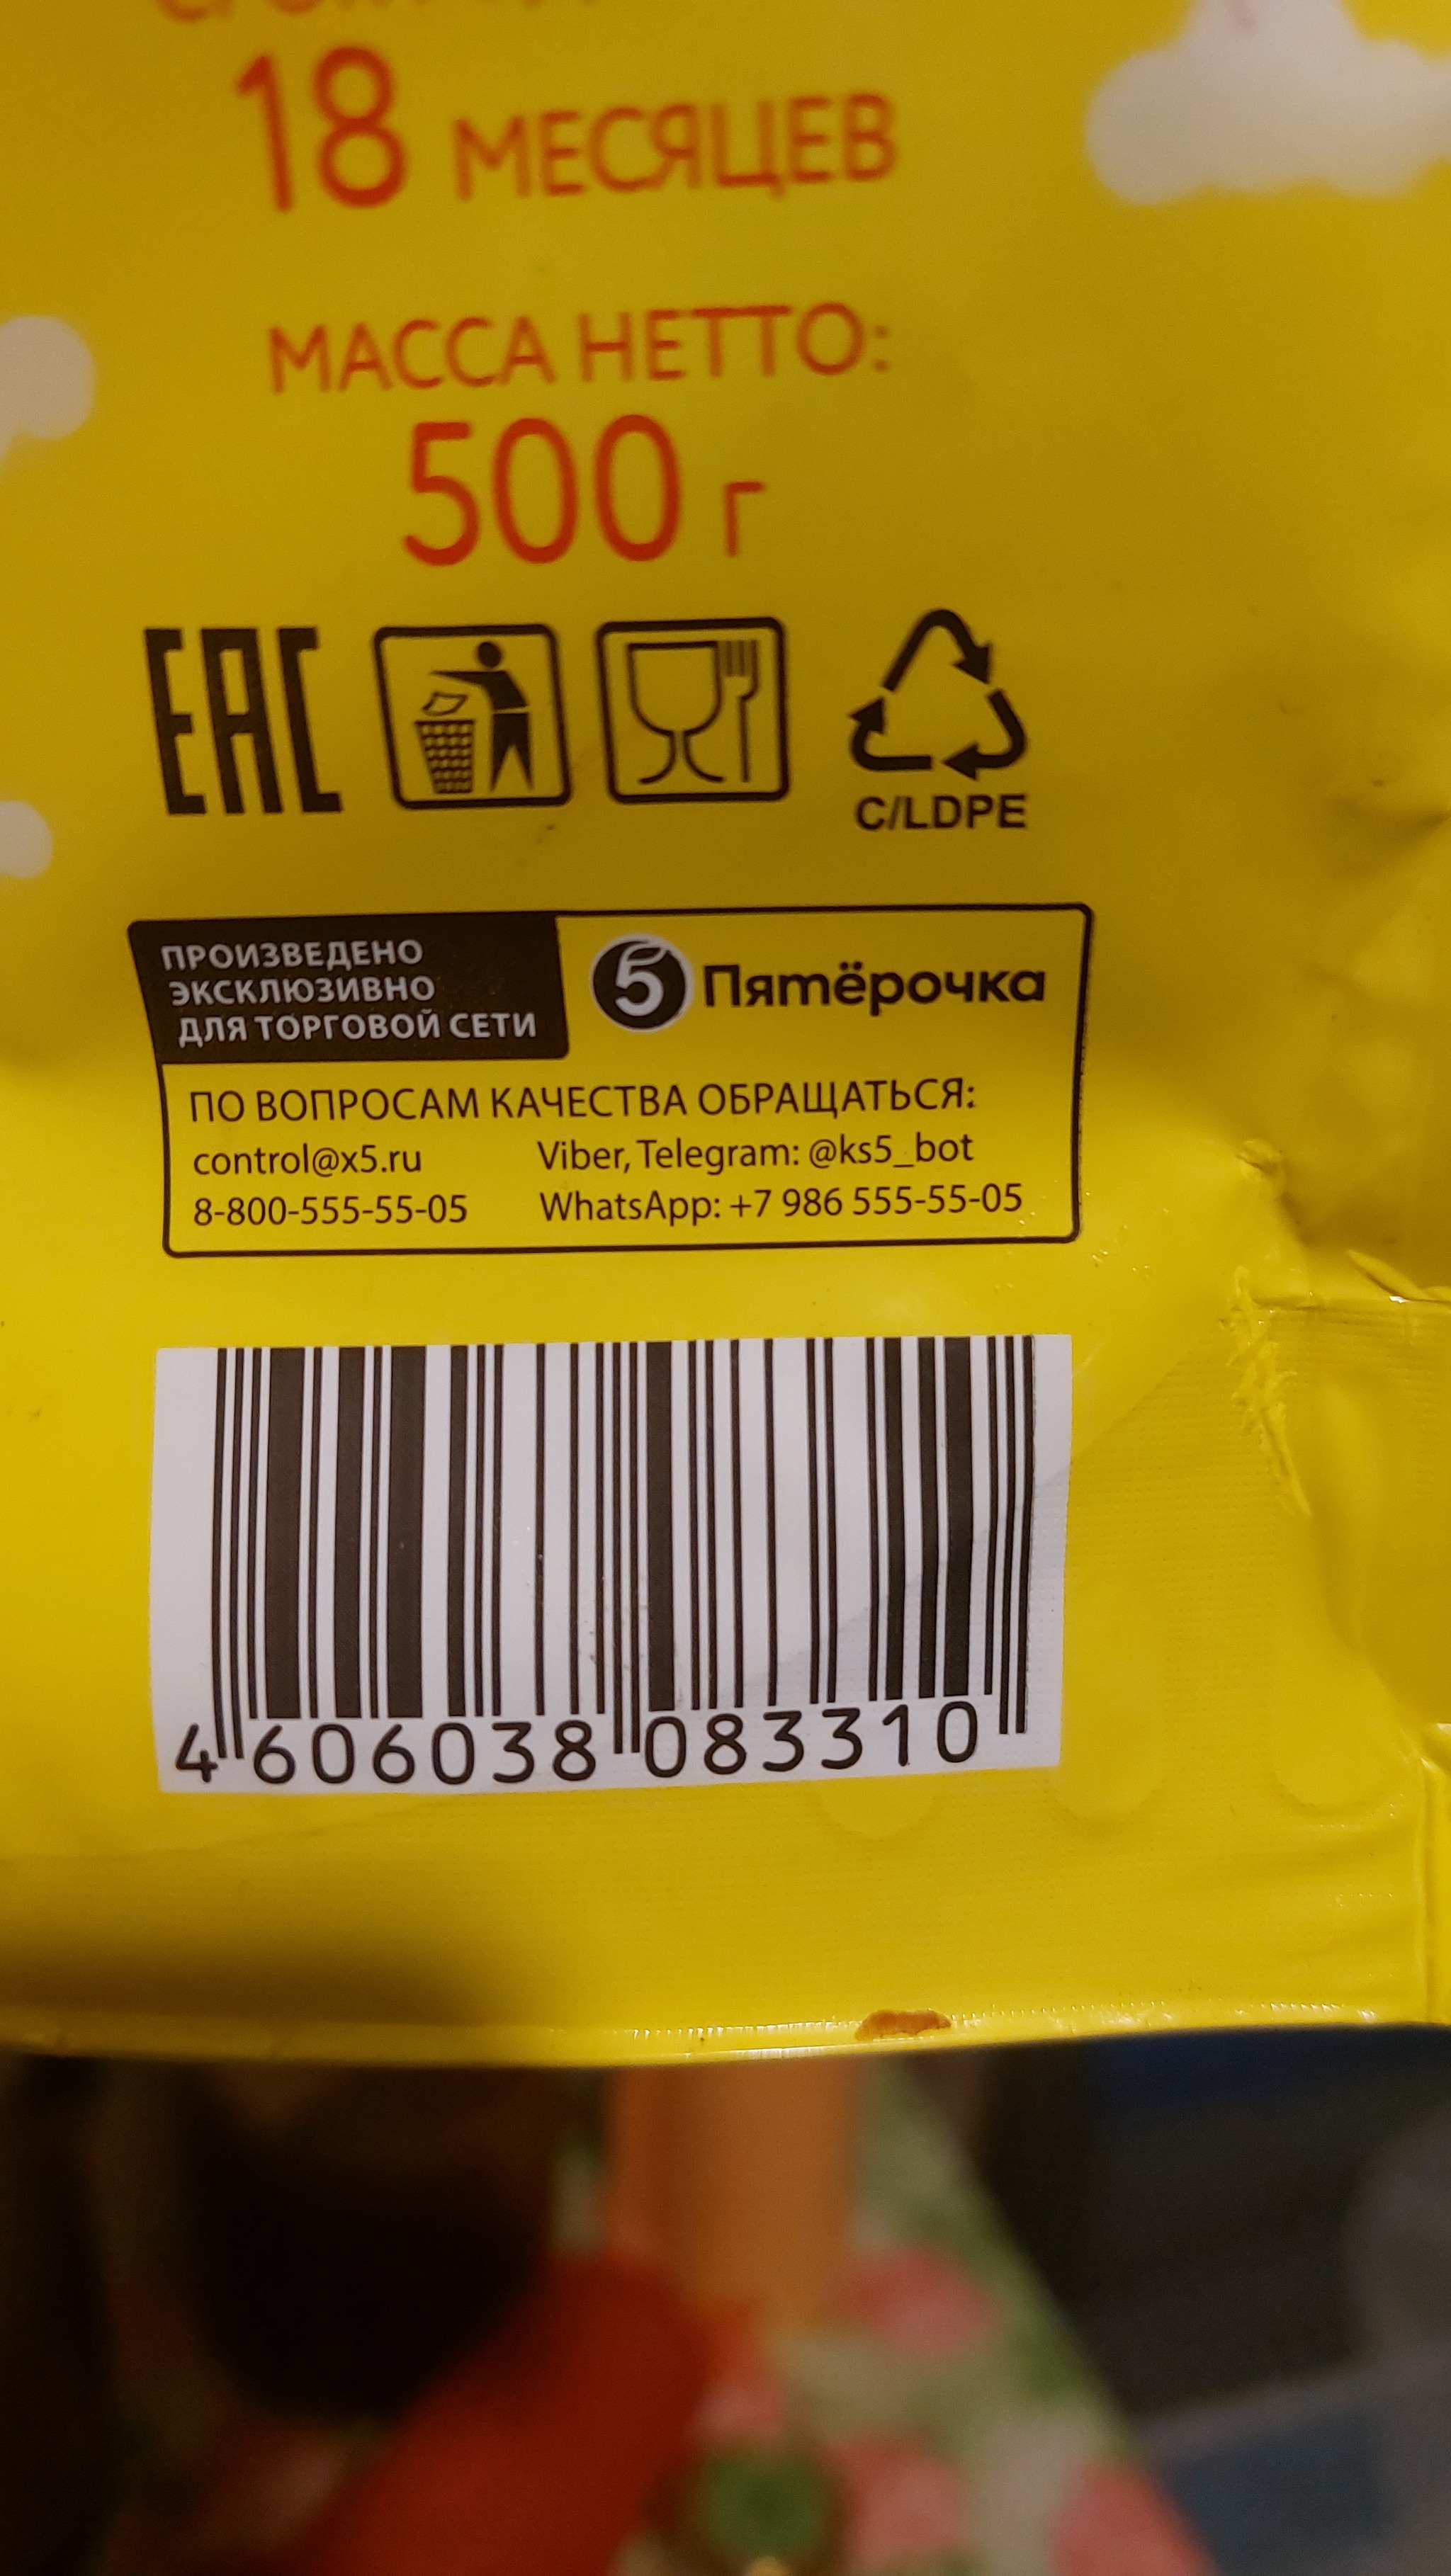 18 МЕСЯЦЕВ
МАССА НЕТТО:
500 г
EAC
C/LDPE
ПРОИЗВЕДЕНО
ЭКСКЛЮЗИВНО
ДЛЯ ТОРГОВОЙ СЕТИ
5 Пятёрочка
ПО ВОПРОСАМ КАЧЕСТВА ОБРАЩАТЬСЯ:
control@x5.ru Viber, Telegram: @ks5_bot
8-800-555-55-05 WhatsApp: +7 986 555-55-05
4 606038 083310